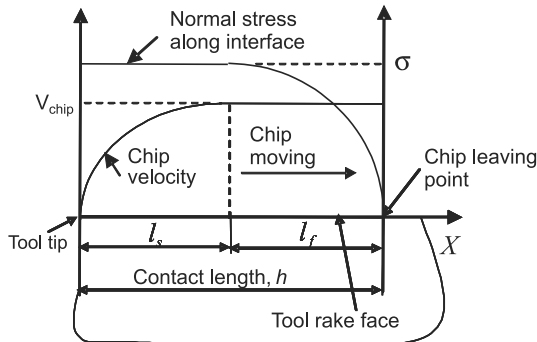 Normal stress
along interface
σ
V_chip
Chip
velocity
Chip
moving
Chip leaving
point
Tool tip
l_s
l_f
X
Contact length, h
Tool rake face